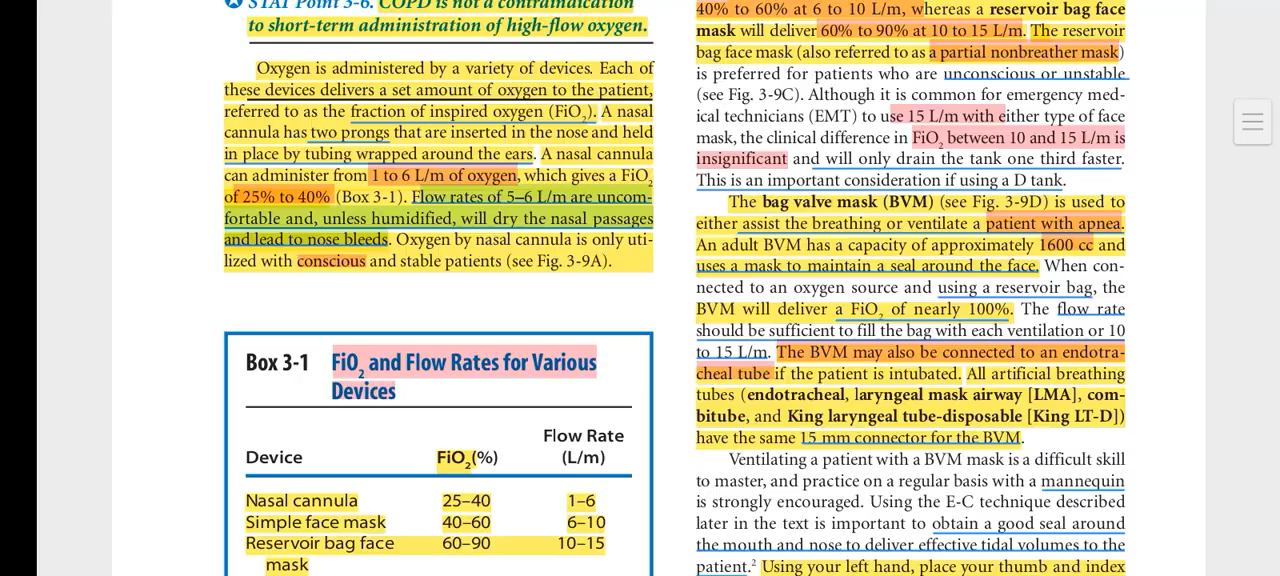 STAT Point 3-6. COPD is not a contraindication
to short-term administration of high-flow oxygen.
Oxygen is administered by a variety of devices. Each of
these devices delivers a set amount of oxygen to the patient,
referred to as the fraction of inspired oxygen (FiO2). A nasal
cannula has two prongs that are inserted in the nose and held
in place by tubing wrapped around the ears. A nasal cannula
can administer from 1 to 6 L/m of oxygen, which gives a FiO2
of 25% to 40% (Box 3-1). Flow rates of 5–6 L/m are uncom-
fortable and, unless humidified, will dry the nasal passages
and lead to nose bleeds. Oxygen by nasal cannula is only uti-
lized with conscious and stable patients (see Fig. 3-9A).
Box 3-1 FiO2 and Flow Rates for Various
Devices
Flow Rate
Device FiO2(%) (L/m)
Nasal cannula 25–40 1–6
Simple face mask 40–60 6–10
Reservoir bag face 60–90 10–15
mask
40% to 60% at 6 to 10 L/m, whereas a reservoir bag face
mask will deliver 60% to 90% at 10 to 15 L/m. The reservoir
bag face mask (also referred to as a partial nonbreather mask)
is preferred for patients who are unconscious or unstable
(see Fig. 3-9C). Although it is common for emergency med-
ical technicians (EMT) to use 15 L/m with either type of face
mask, the clinical difference in FiO2 between 10 and 15 L/m is
insignificant and will only drain the tank one third faster.
This is an important consideration if using a D tank.
The bag valve mask (BVM) (see Fig. 3-9D) is used to
either assist the breathing or ventilate a patient with apnea.
An adult BVM has a capacity of approximately 1600 cc and
uses a mask to maintain a seal around the face. When con-
nected to an oxygen source and using a reservoir bag, the
BVM will deliver a FiO2 of nearly 100%. The flow rate
should be sufficient to fill the bag with each ventilation or 10
to 15 L/m. The BVM may also be connected to an endotra-
cheal tube if the patient is intubated. All artificial breathing
tubes (endotracheal, laryngeal mask airway [LMA], com-
bitube, and King laryngeal tube-disposable [King LT-D])
have the same 15 mm connector for the BVM.
Ventilating a patient with a BVM mask is a difficult skill
to master, and practice on a regular basis with a mannequin
is strongly encouraged. Using the E-C technique described
later in the text is important to obtain a good seal around
the mouth and nose to deliver effective tidal volumes to the
patient.2 Using your left hand, place your thumb and index